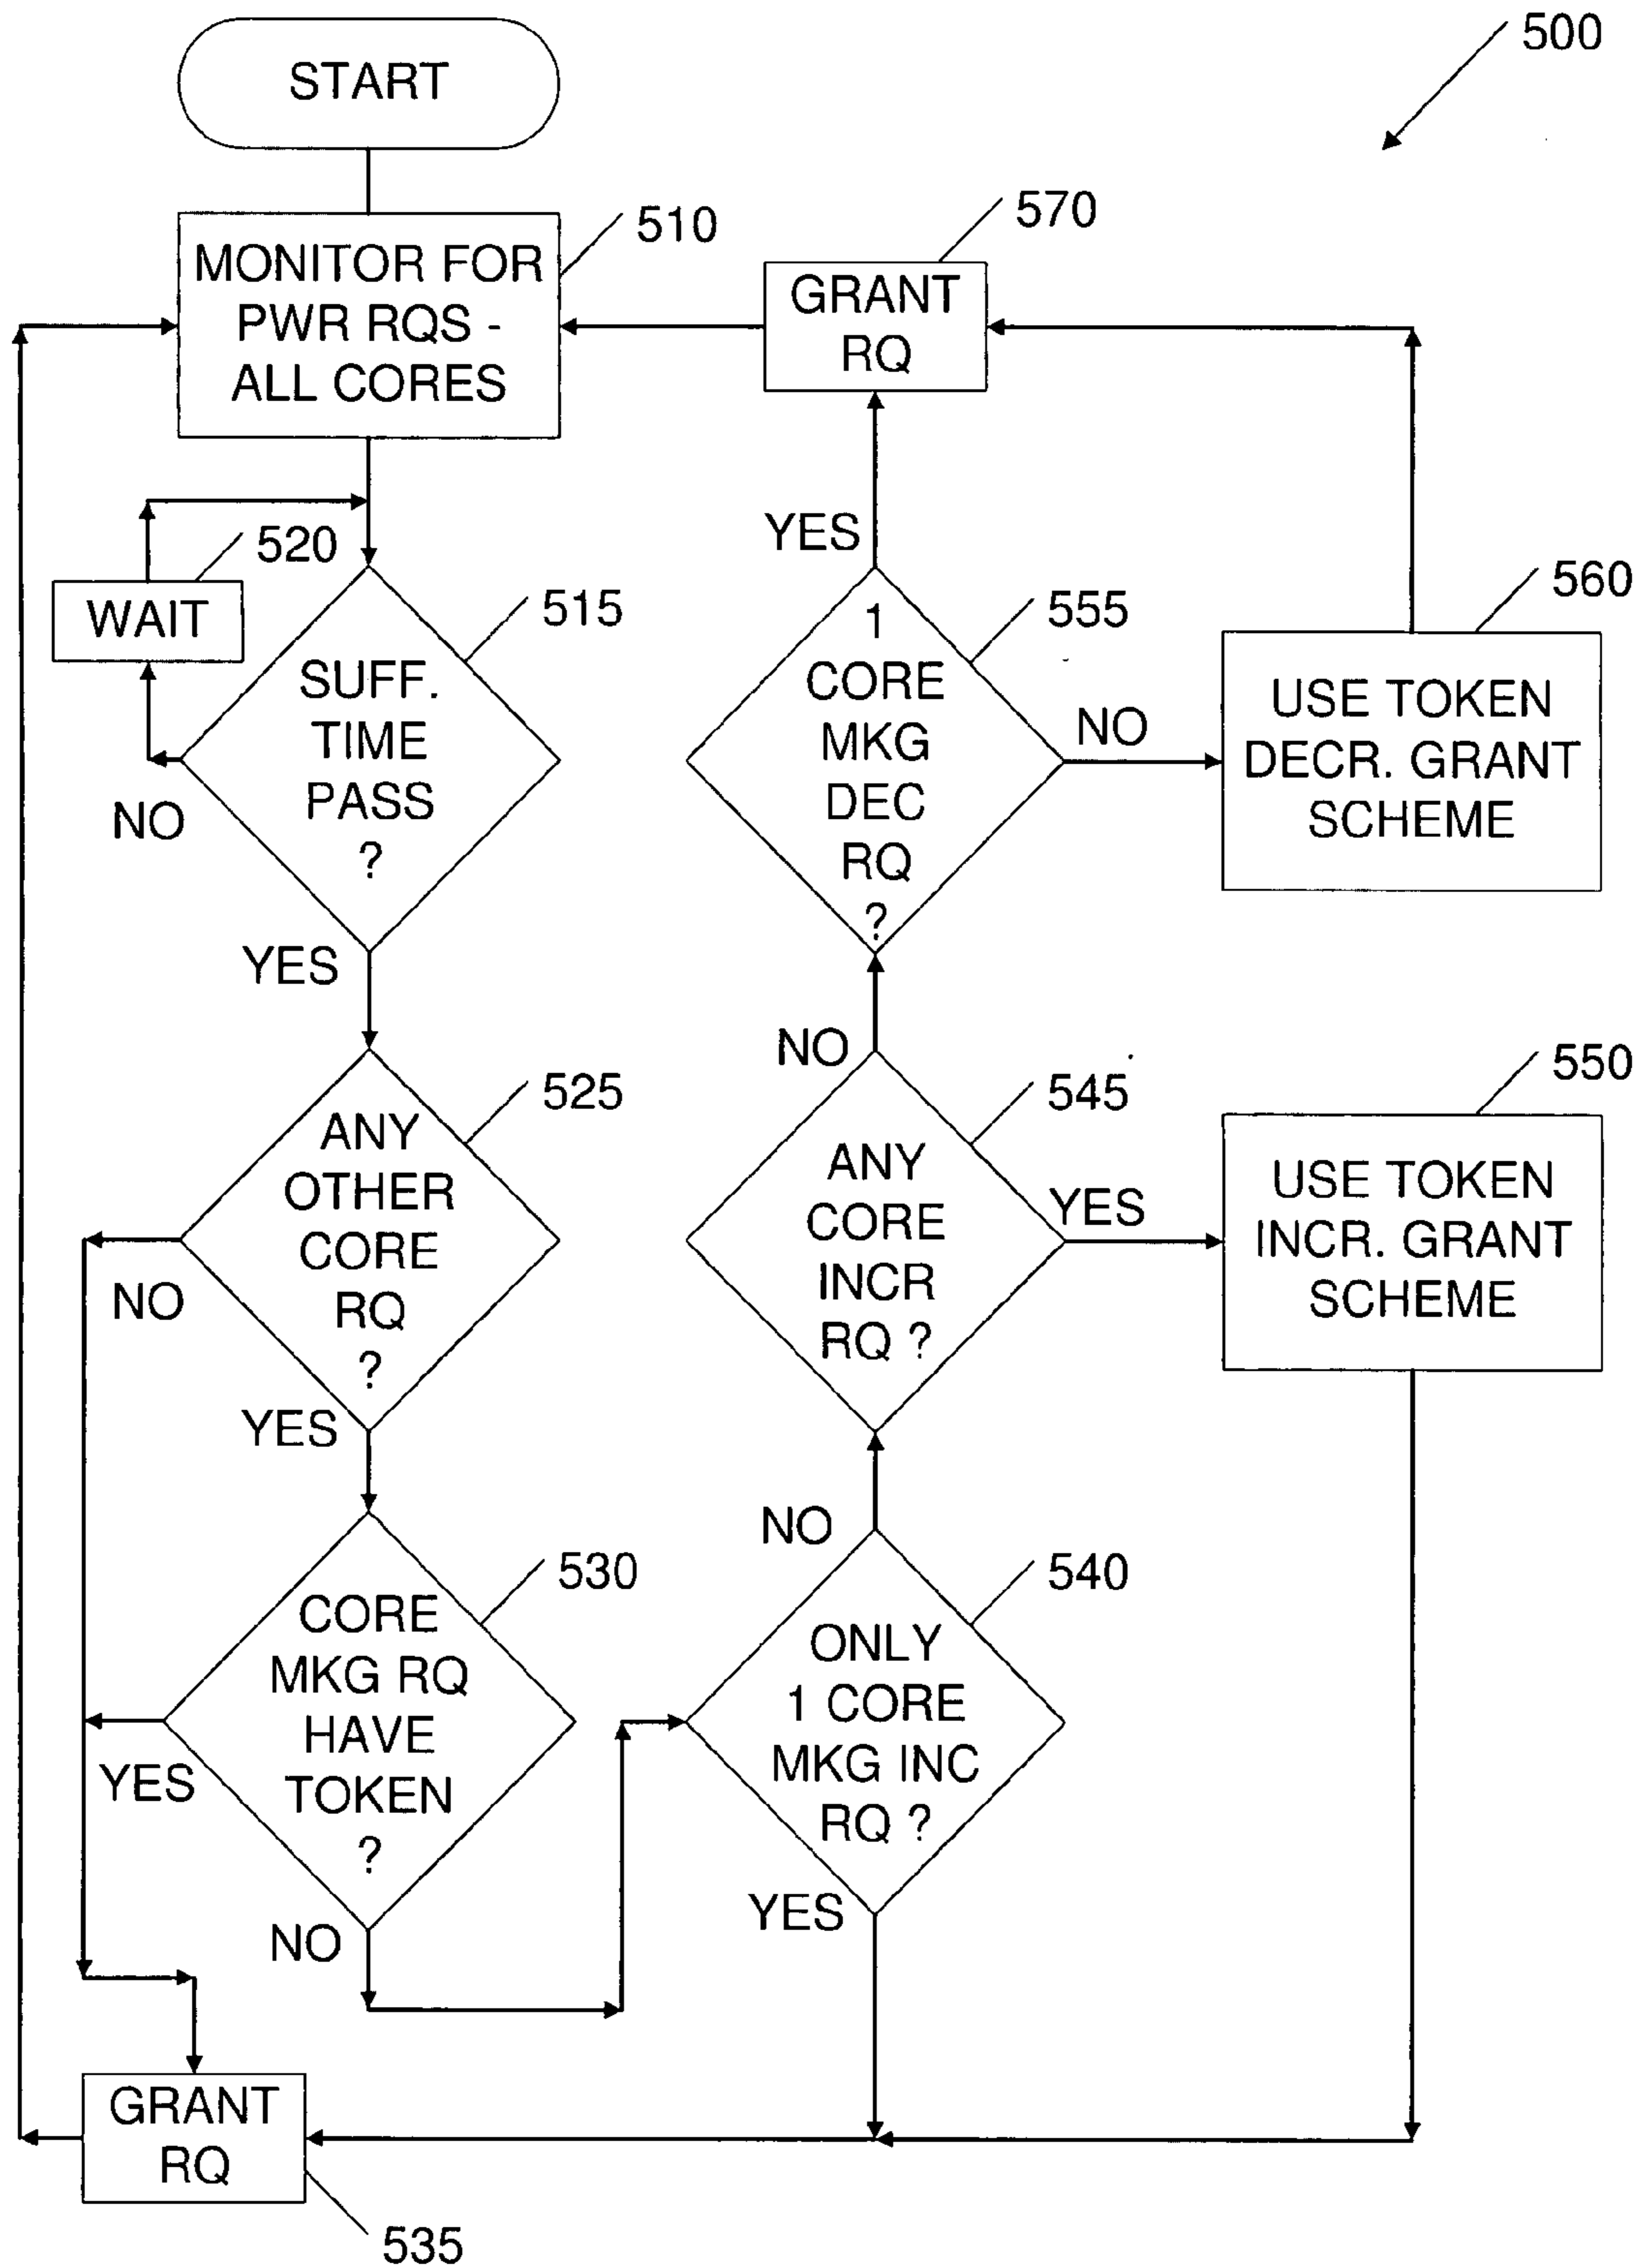 500
START
510
MONITOR FOR
PWR RQS -
ALL CORES
570
GRANT
RQ
520
WAIT
515
SUFF.
TIME
PASS
?
NO
YES
555
1
CORE
MKG
DEC
RQ
?
YES
NO
560
USE TOKEN
DECR. GRANT
SCHEME
525
ANY
OTHER
CORE
RQ
?
NO
YES
545
ANY
CORE
INCR
RQ ?
NO
YES
550
USE TOKEN
INCR. GRANT
SCHEME
530
CORE
MKG RQ
HAVE
TOKEN
?
YES
NO
540
ONLY
1 CORE
MKG INC
RQ ?
NO
YES
GRANT
RQ
535